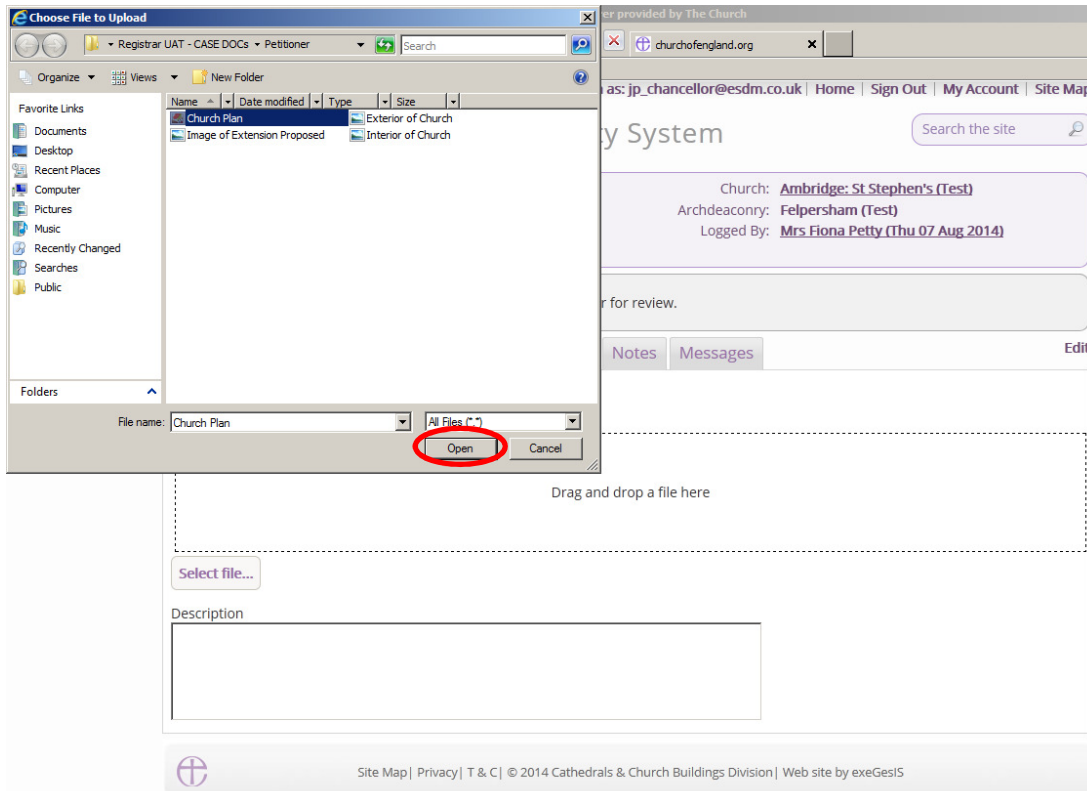 Choose File to Upload
er provided by The Church
Registrar UAT - CASE DOCs Petitioner
Search
churchofengland.org
Organize Views New Folder
as: jp_chancellor@esdm.co.uk | Home | Sign Out | My Account | Site Map
Favorite Links
Name Date modified Type Size
Church Plan
Exterior of Church
Image of Extension Proposed
Interior of Church
Documents
Desktop
Recent Places
Computer
Pictures
Music
Recently Changed
Searches
Public
Folders
y System
Search the site
Church: Ambridge: St Stephen's (Test)
Archdeaconry: Felpersham (Test)
Logged By: Mrs Fiona Petty (Thu 07 Aug 2014)
r for review.
Notes Messages
Edit
File name: Church Plan
All Files (*.*)
Open Cancel
Drag and drop a file here
Select file...
Description
Site Map| Privacy| T & C| © 2014 Cathedrals & Church Buildings Division| Web site by exeGesIS